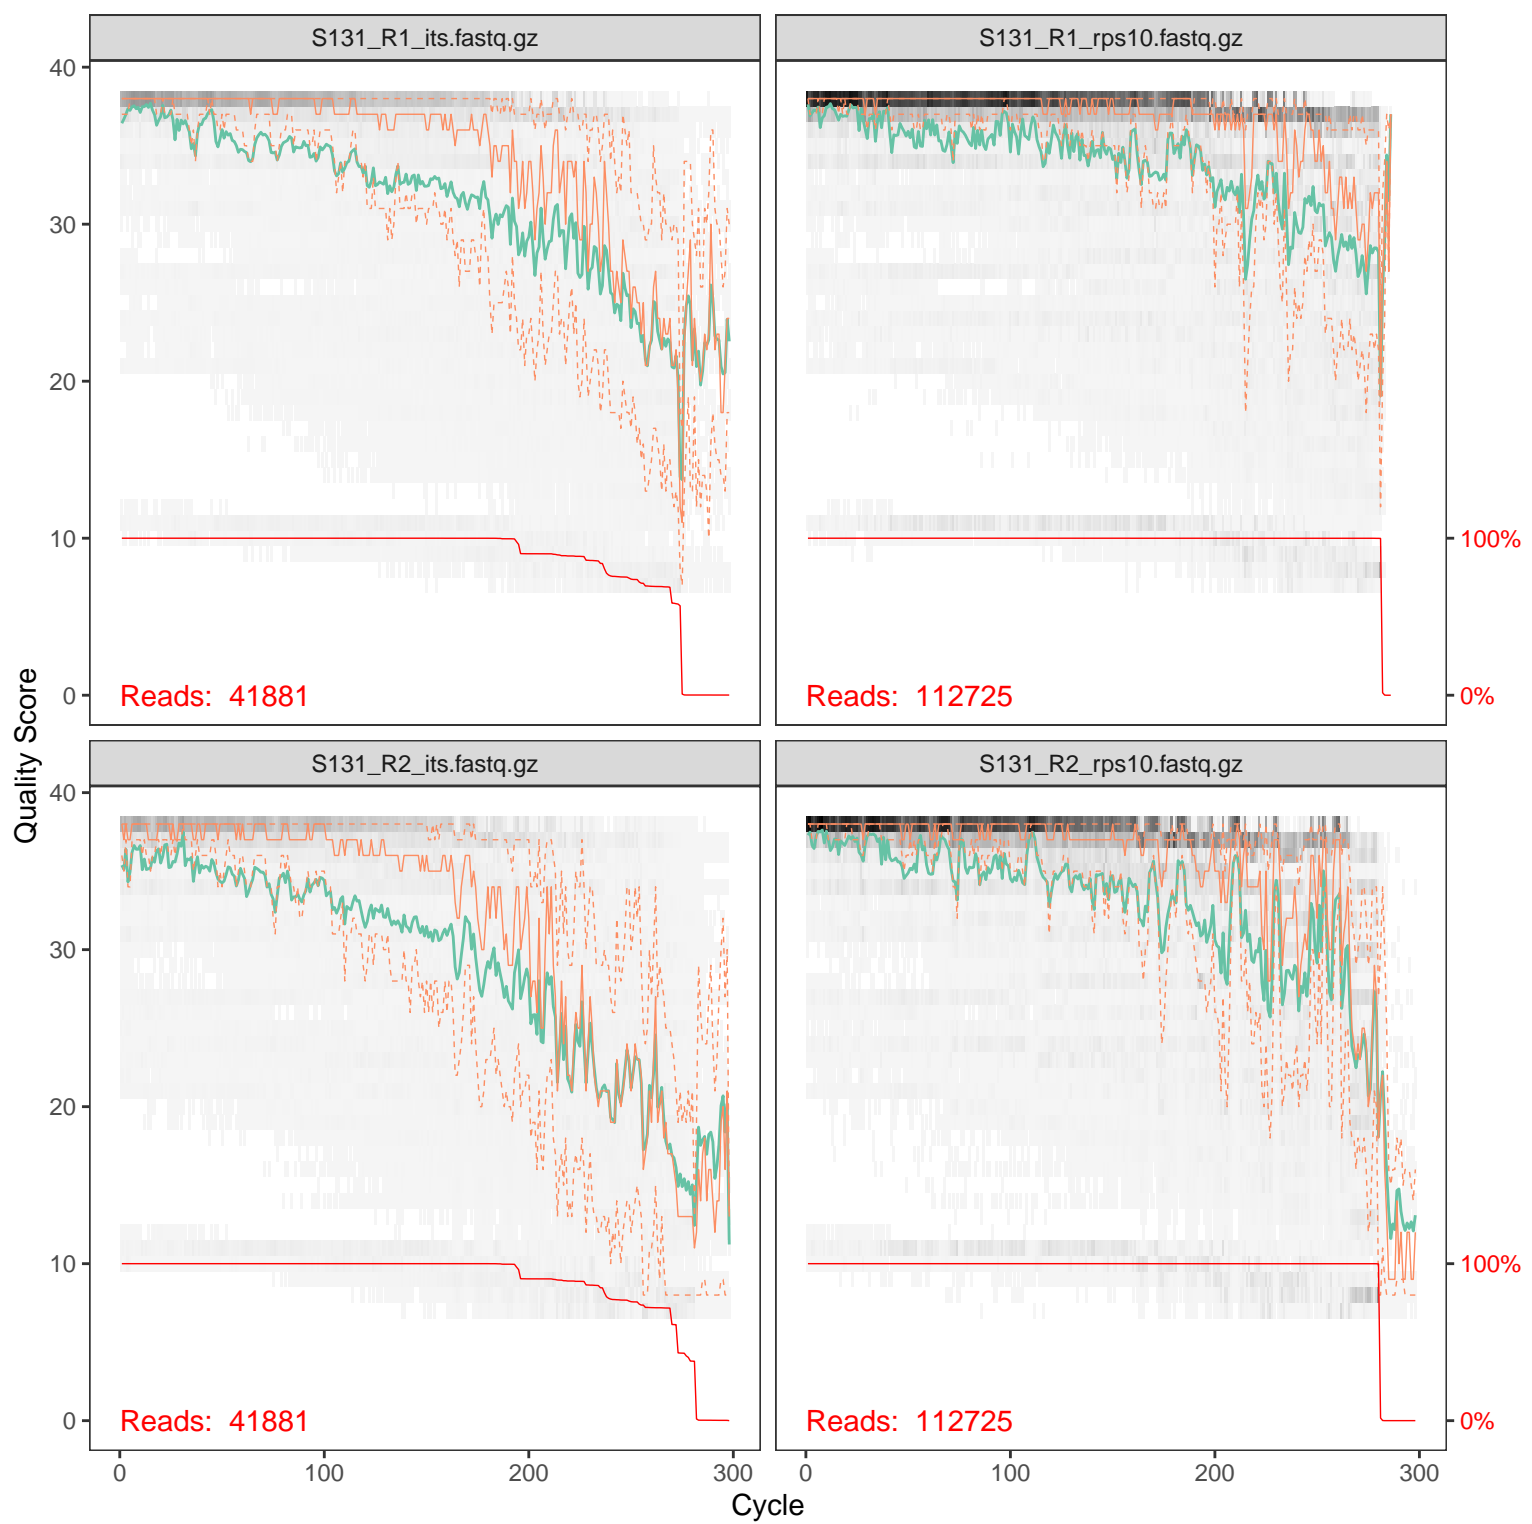 S131_R1_its.fastq.gz
S131_R1_rps10.fastq.gz
40
30
20
10
0
100%
0%
Reads: 41881
Reads: 112725
Quality Score
S131_R2_its.fastq.gz
S131_R2_rps10.fastq.gz
40
30
20
10
0
100%
0%
Reads: 41881
Reads: 112725
0 100 200 300 0 100 200 300
Cycle